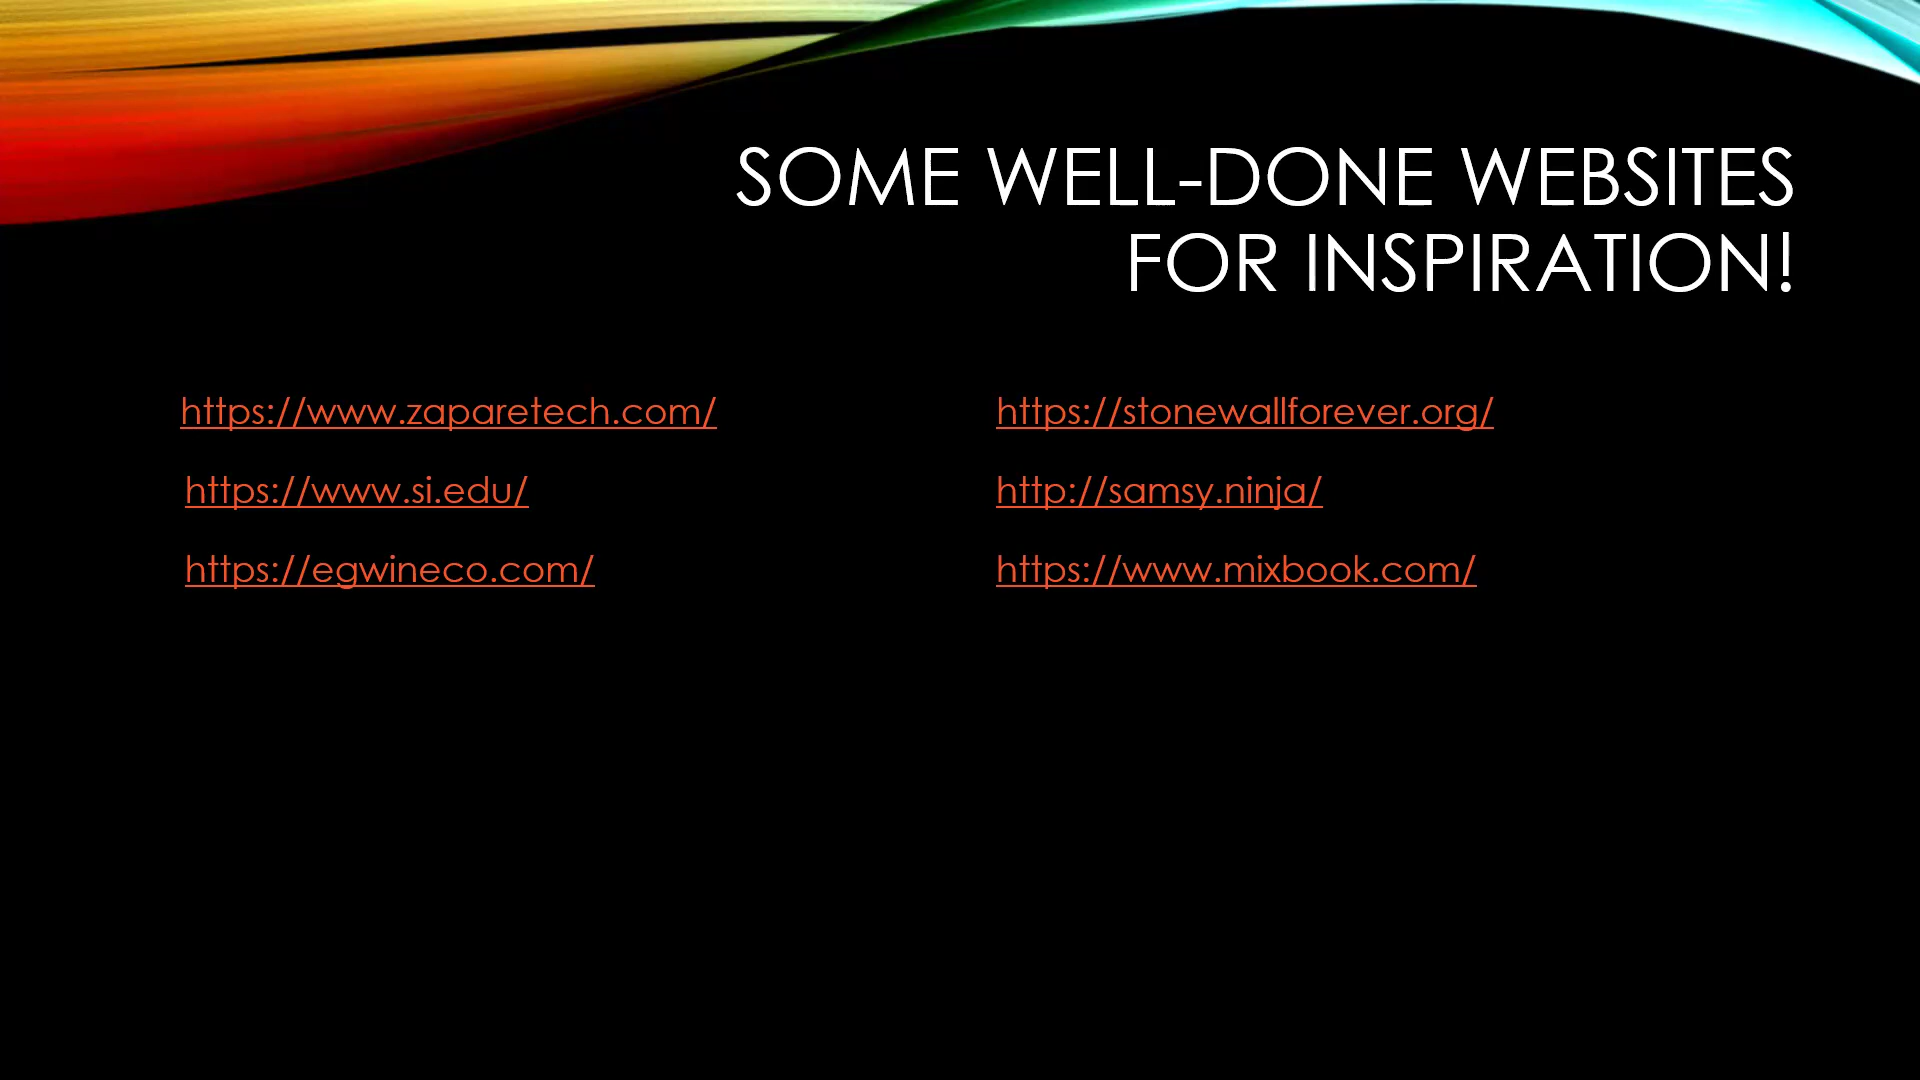 SOME WELL-DONE WEBSITES
FOR INSPIRATION!
https://www.zaparetech.com/
https://www.si.edu/
https://egwineco.com/
https://stonewallforever.org/
http://samsy.ninja/
https://www.mixbook.com/